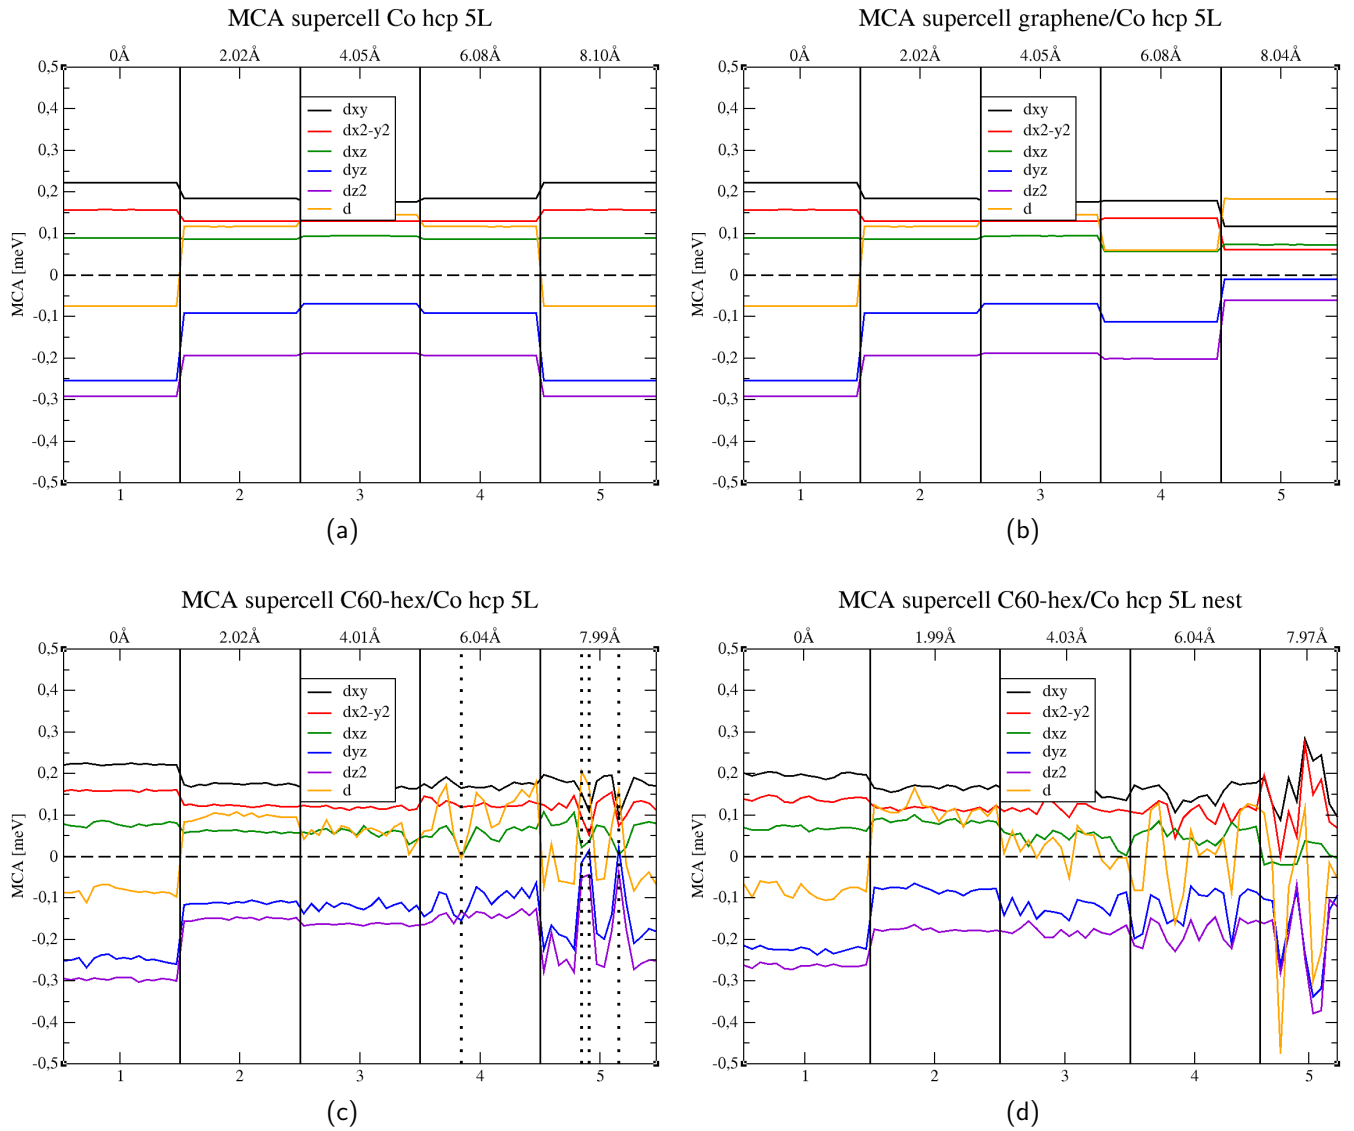 MCA supercell Co hcp 5L
0Å 2.02Å 4.05Å 6.08Å 8.10Å
0,5
0,4
0,3
0,2
0,1
0
-0,1
-0,2
-0,3
-0,4
-0,5
MCA [meV]
dxy
dx2-y2
dxz
dyz
dz2
d
1 2 3 4 5
(a)
MCA supercell graphene/Co hcp 5L
0Å 2.02Å 4.05Å 6.08Å 8.04Å
0,5
0,4
0,3
0,2
0,1
0
-0,1
-0,2
-0,3
-0,4
-0,5
MCA [meV]
dxy
dx2-y2
dxz
dyz
dz2
d
1 2 3 4 5
(b)
MCA supercell C60-hex/Co hcp 5L
0Å 2.02Å 4.01Å 6.04Å 7.99Å
0,5
0,4
0,3
0,2
0,1
0
-0,1
-0,2
-0,3
-0,4
-0,5
MCA [meV]
dxy
dx2-y2
dxz
dyz
dz2
d
1 2 3 4 5
(c)
MCA supercell C60-hex/Co hcp 5L nest
0Å 1.99Å 4.03Å 6.04Å 7.97Å
0,5
0,4
0,3
0,2
0,1
0
-0,1
-0,2
-0,3
-0,4
-0,5
MCA [meV]
dxy
dx2-y2
dxz
dyz
dz2
d
1 2 3 4 5
(d)